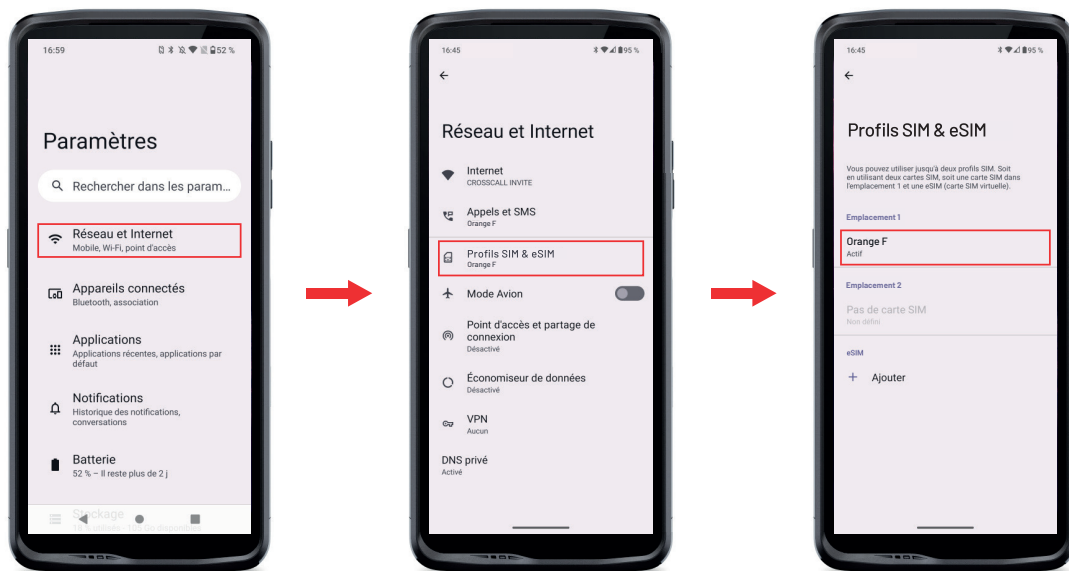 16:59
52 %
Paramètres
Rechercher dans les param...
Réseau et Internet
Mobile, Wi-Fi, point d'accès
Appareils connectés
Bluetooth, association
Applications
Applications récentes, applications par
défaut
Notifications
Historique des notifications,
conversations
Batterie
52 % – Il reste plus de 2 j
Stockage
16:45
95 %
Réseau et Internet
Internet
CROSSCALL INVITE
Appels et SMS
Orange F
Profils SIM & eSIM
Orange F
Mode Avion
Point d'accès et partage de
connexion
Désactivé
Économiseur de données
Désactivé
VPN
Aucun
DNS privé
Activé
16:45
95 %
Profils SIM & eSIM
Vous pouvez utiliser jusqu'à deux profils SIM. Soit
en utilisant deux cartes SIM, soit une carte SIM dans
l'emplacement 1 et une eSIM (carte SIM virtuelle).
Emplacement 1
Orange F
Actif
Emplacement 2
Pas de carte SIM
Non défini
eSIM
Ajouter